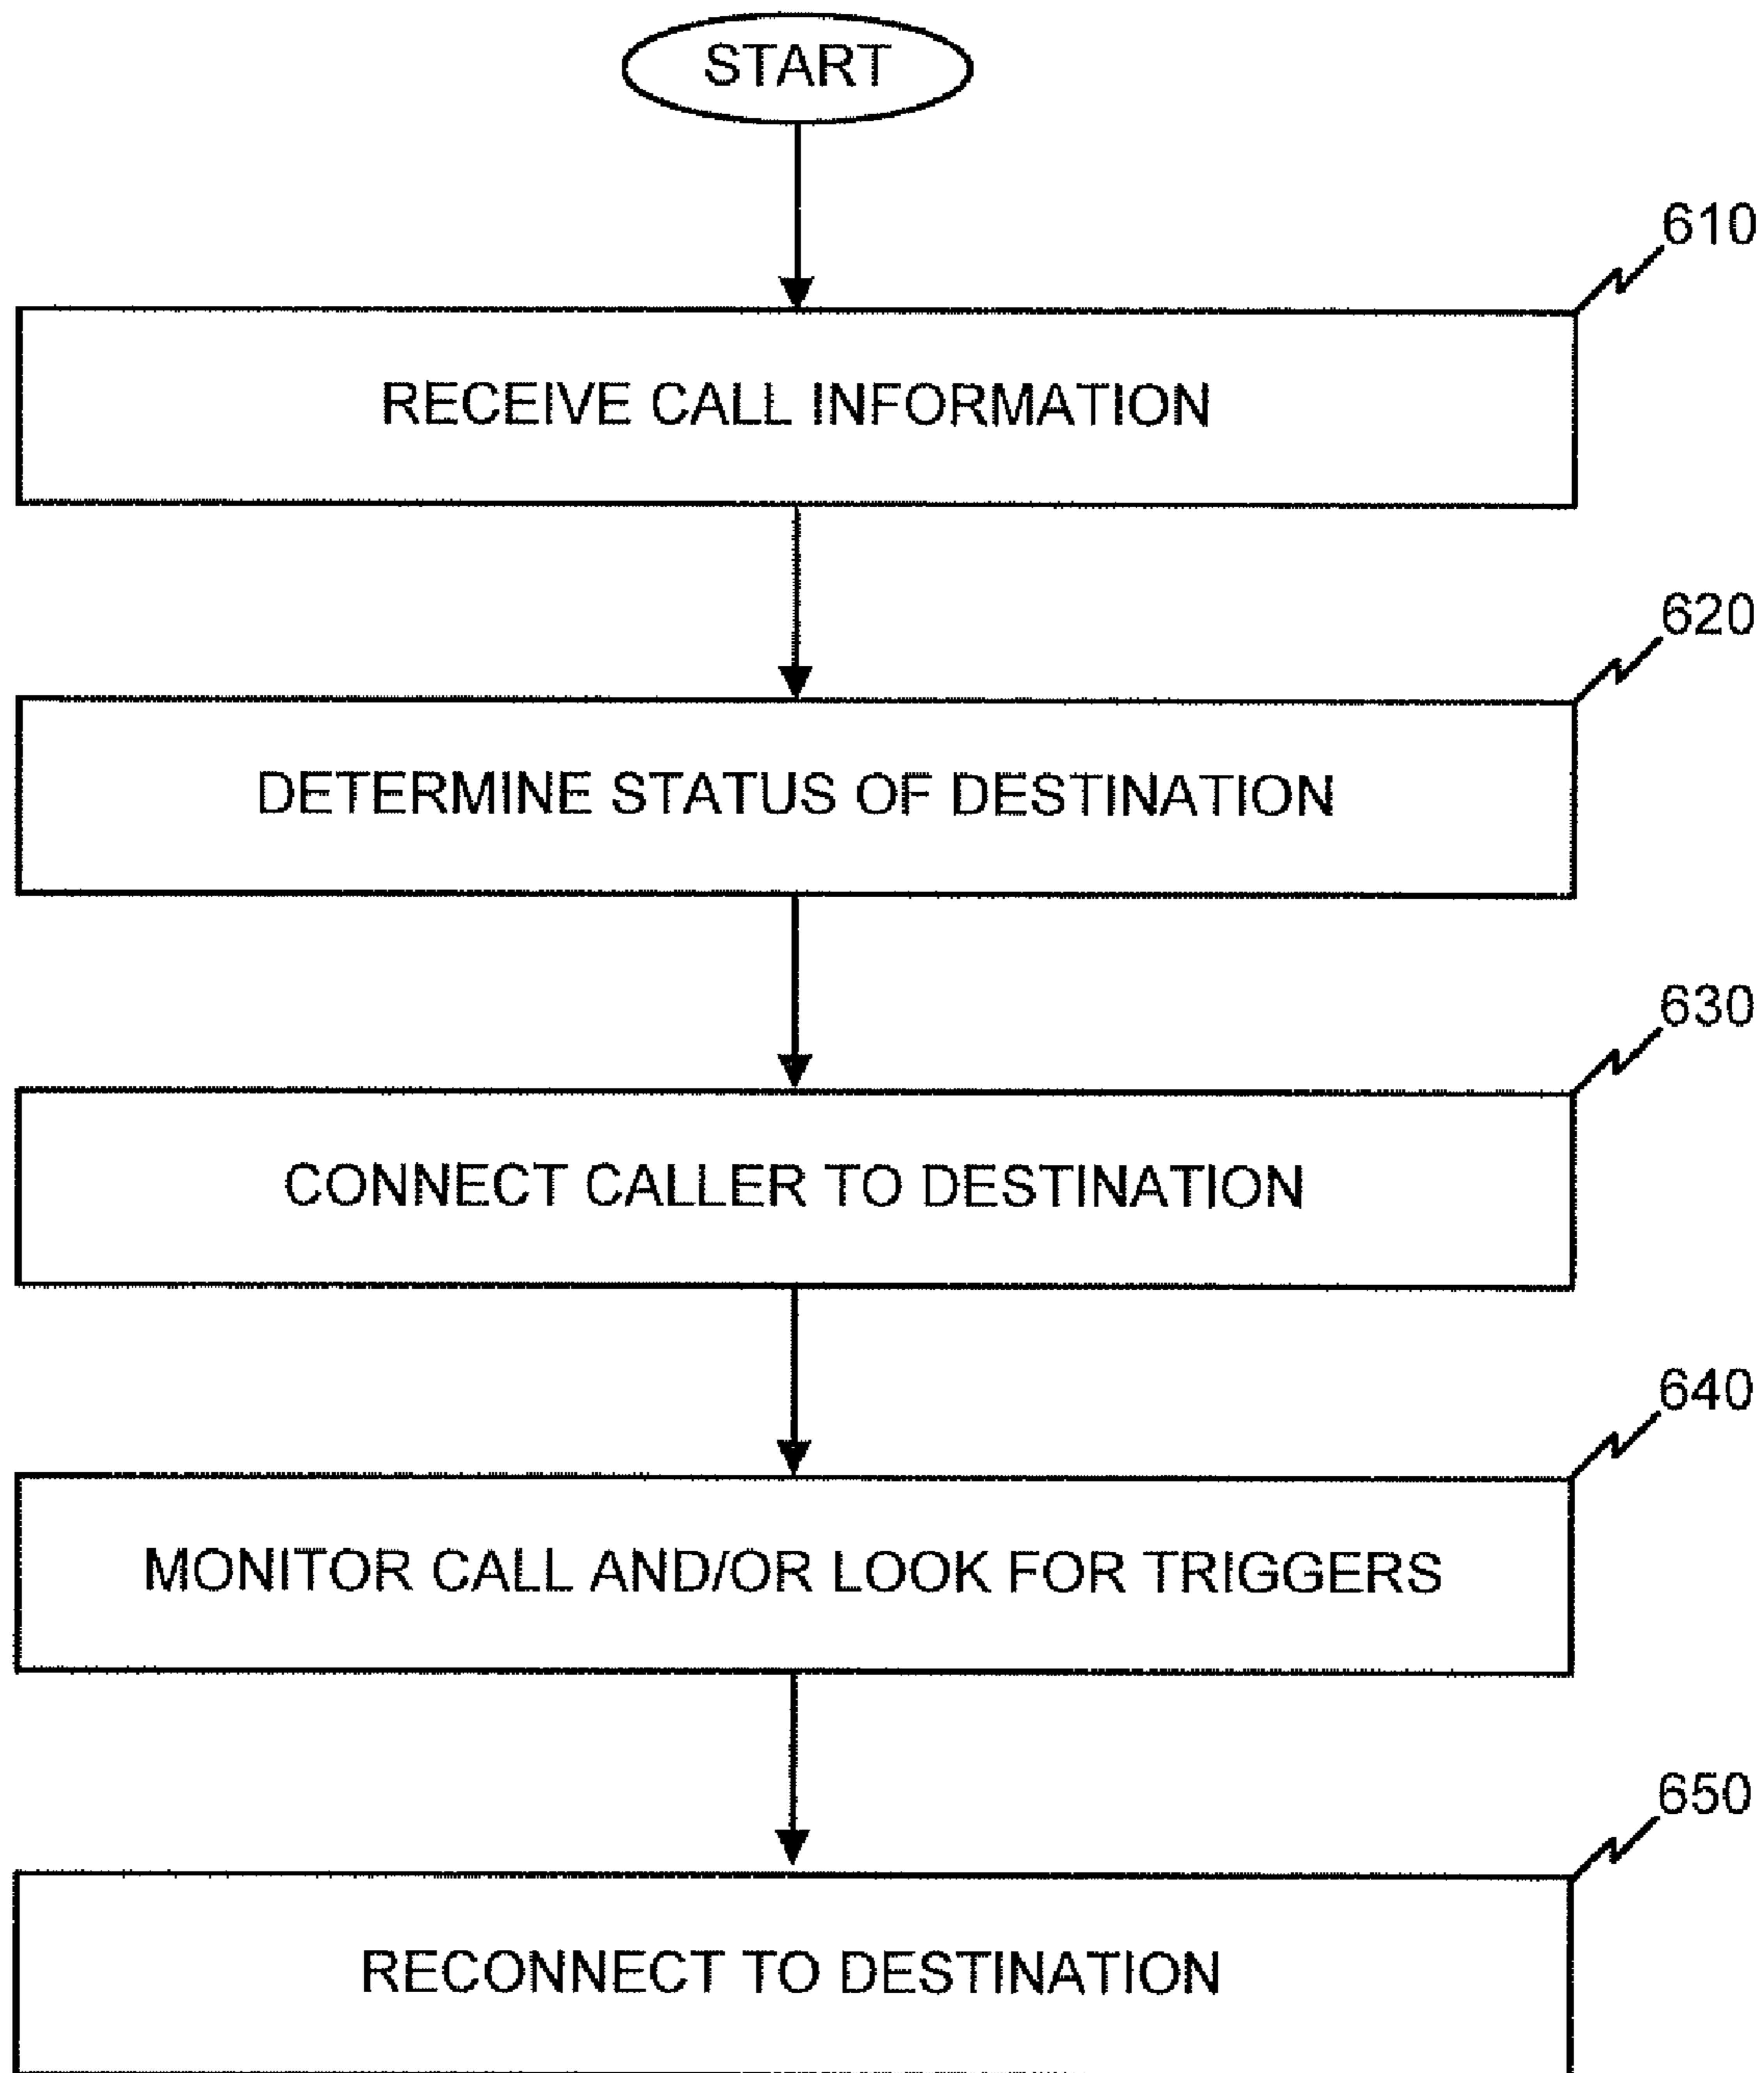 START
610
RECEIVE CALL INFORMATION
620
DETERMINE STATUS OF DESTINATION
630
CONNECT CALLER TO DESTINATION
640
MONITOR CALL AND/OR LOOK FOR TRIGGERS
650
RECONNECT TO DESTINATION